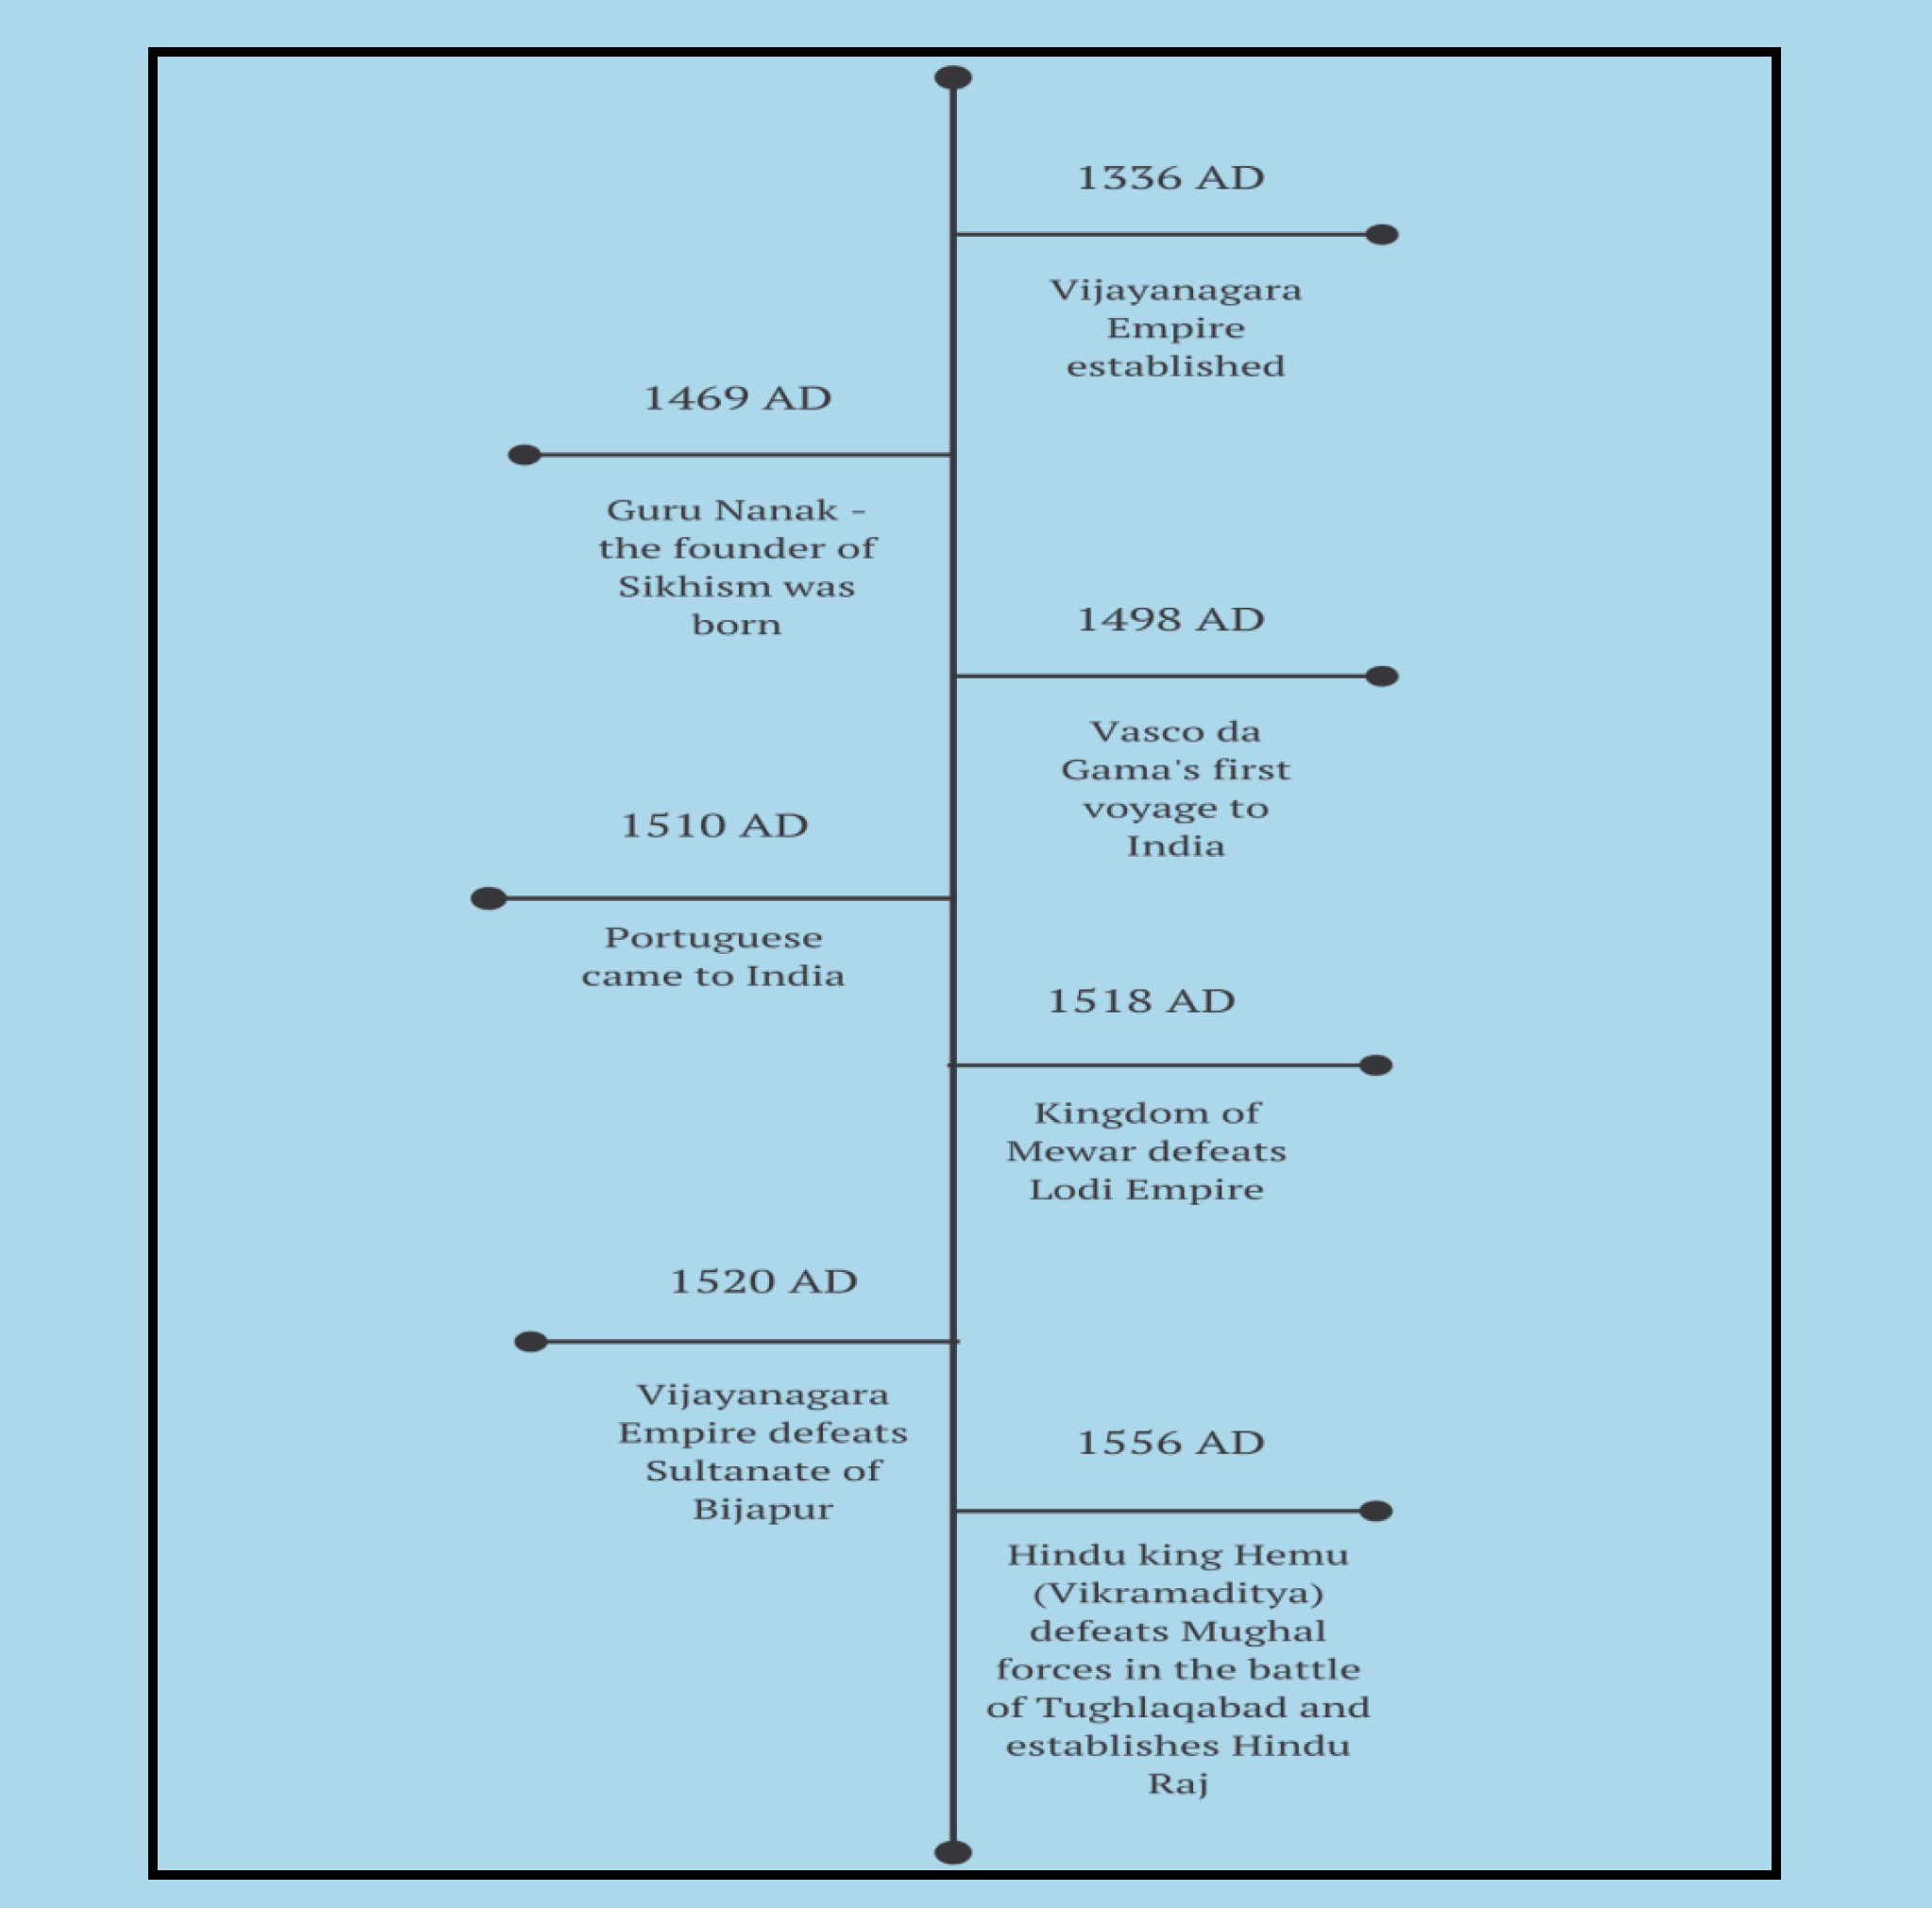 1336 AD
Vijayanagara
Empire
established
1469 AD
Guru Nanak -
the founder of
Sikhism was
born
1498 AD
Vasco da
Gama's first
voyage to
India
1510 AD
Portuguese
came to India
1518 AD
Kingdom of
Mewar defeats
Lodi Empire
1520 AD
Vijayanagara
Empire defeats
Sultanate of
Bijapur
1556 AD
Hindu king Hemu
(Vikramaditya)
defeats Mughal
forces in the battle
of Tughlaqabad and
establishes Hindu
Raj